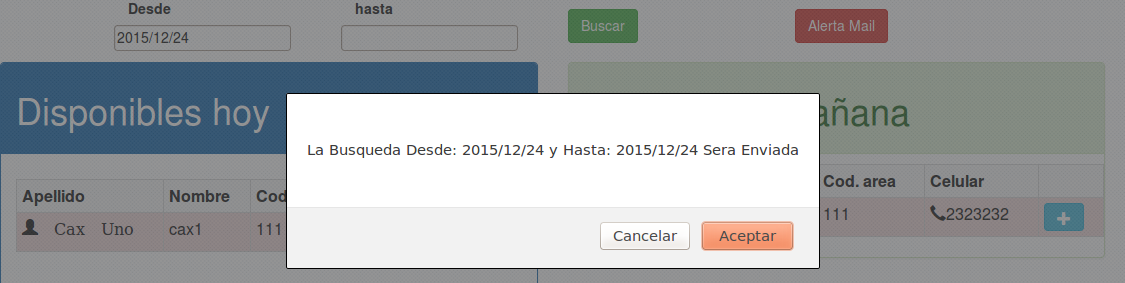 Desde hasta
2015/12/24 Buscar Alerta Mail
Disponibles hoy añana
La Busqueda Desde: 2015/12/24 y Hasta: 2015/12/24 Sera Enviada
Apellido Nombre Cod Cod. area Celular
Cax Uno cax1 111 111 2323232
Cancelar Aceptar